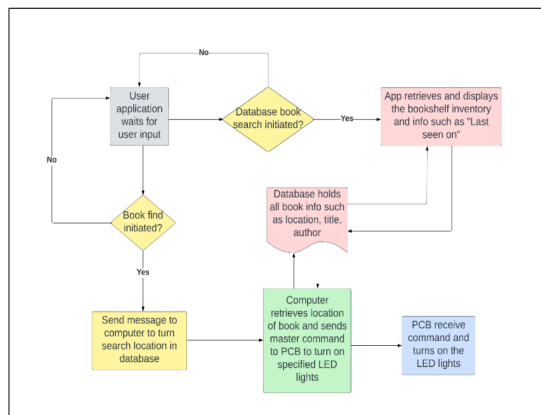 No
User
application
waits for
user input
Database book
search initiated?
Yes
App retrieves and displays
the bookshelf inventory
and info such as "Last
seen on"
No
Book find
initiated?
Database holds
all book info such
as location, title,
author
Yes
Send message to
computer to turn
search location in
database
Computer
retrieves location
of book and sends
master command
to PCB to turn on
specified LED
lights
PCB receive
command and
turns on the
LED lights